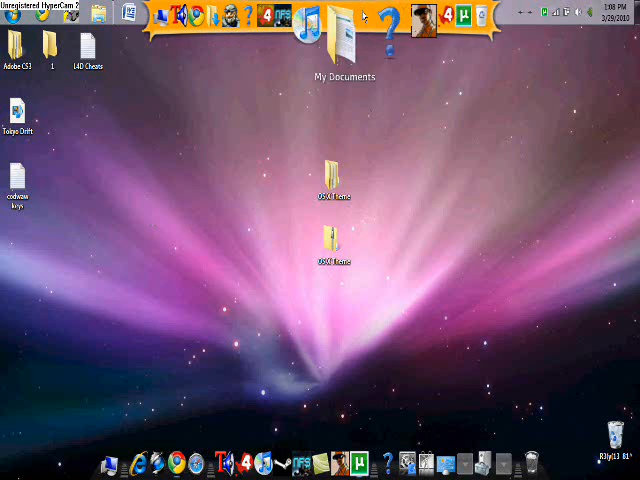 Unregistered HyperCam 2
1:08 PM
3/29/2010
Adobe CS3
1
L4D Cheats
My Documents
Tokyo Drift
codwaw
keys
OSX Theme
OSX Theme